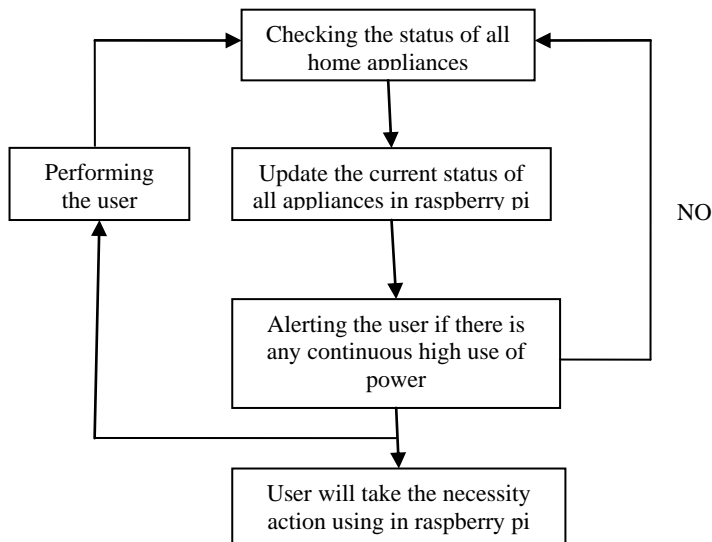 Checking the status of all
home appliances
Performing
the user
Update the current status of
all appliances in raspberry pi
NO
Alerting the user if there is
any continuous high use of
power
User will take the necessity
action using in raspberry pi